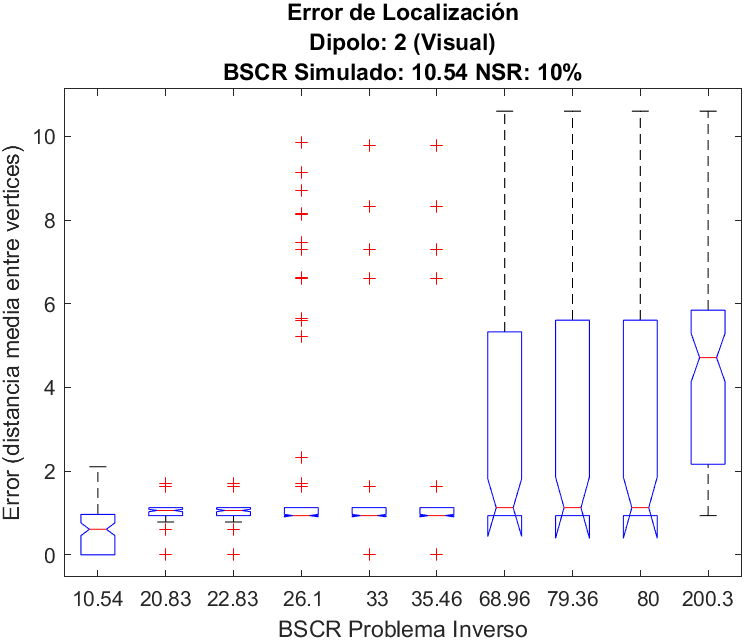 Error de Localización
Dipolo: 2 (Visual)
BSCR Simulado: 10.54 NSR: 10%
Error (distancia media entre vertices)
10
8
6
4
2
0
10.54 20.83 22.83 26.1 33 35.46 68.96 79.36 80 200.3
BSCR Problema Inverso